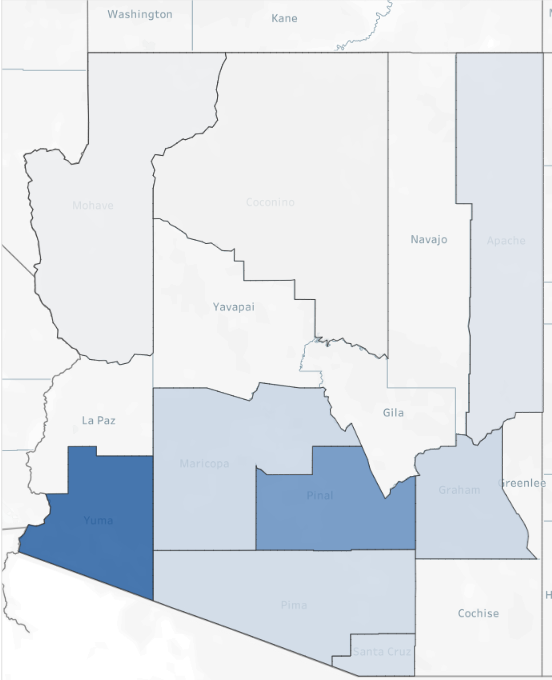 Washington
Kane
Mohave
Coconino
Navajo
Apache
Yavapai
La Paz
Gila
Maricopa
Pinal
Graham
Greenlee
Yuma
Pima
Cochise
Santa Cruz